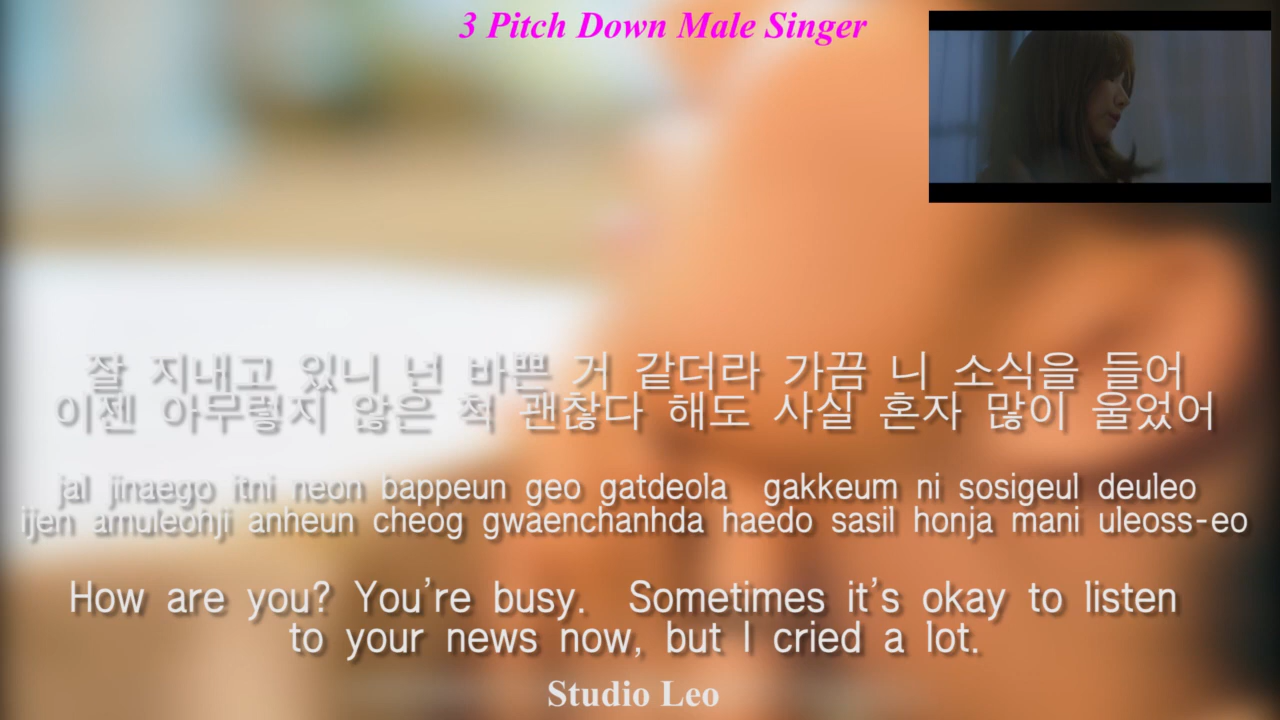 3 Pitch Down Male Singer
잘 지내고 있니 넌 바쁜 거 같더라 가끔 니 소식을 들어
이젠 아무렇지 않은 척 괜찮다 해도 사실 혼자 많이 울었어
jal jinaego itni neon bappeun geo gatdeola gakkeum ni sosigeul deuleo
ijen amuleohji anheun cheog gwaenchanhda haedo sasil honja mani uleoss-eo
How are you? You're busy. Sometimes it's okay to listen
to your news now, but I cried a lot.
Studio Leo